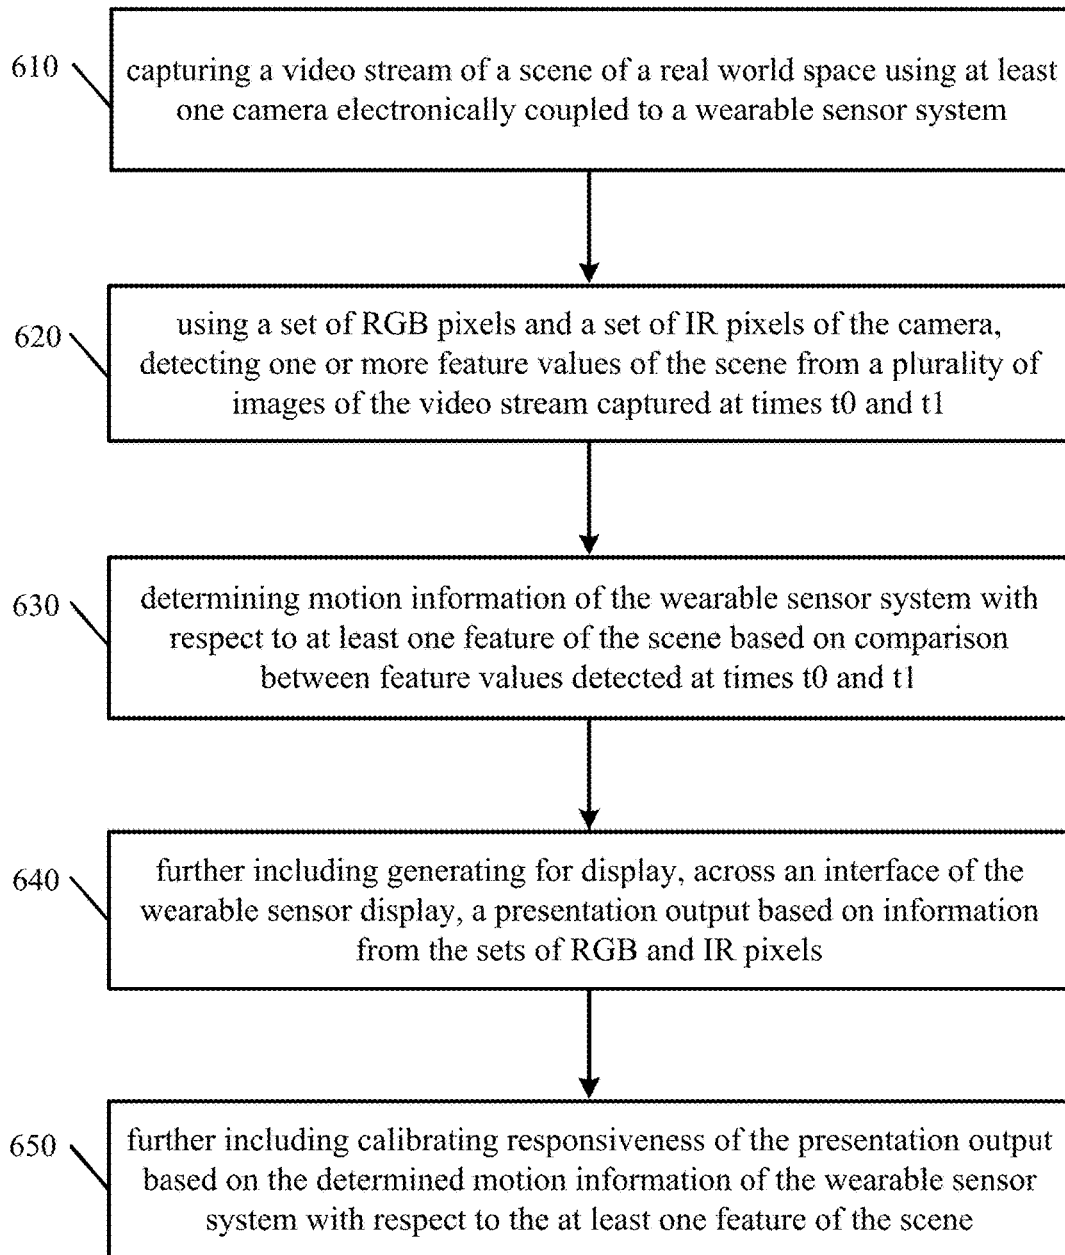 610
capturing a video stream of a scene of a real world space using at least
one camera electronically coupled to a wearable sensor system
620
using a set of RGB pixels and a set of IR pixels of the camera,
detecting one or more feature values of the scene from a plurality of
images of the video stream captured at times t0 and t1
630
determining motion information of the wearable sensor system with
respect to at least one feature of the scene based on comparison
between feature values detected at times t0 and t1
640
further including generating for display, across an interface of the
wearable sensor display, a presentation output based on information
from the sets of RGB and IR pixels
650
further including calibrating responsiveness of the presentation output
based on the determined motion information of the wearable sensor
system with respect to the at least one feature of the scene